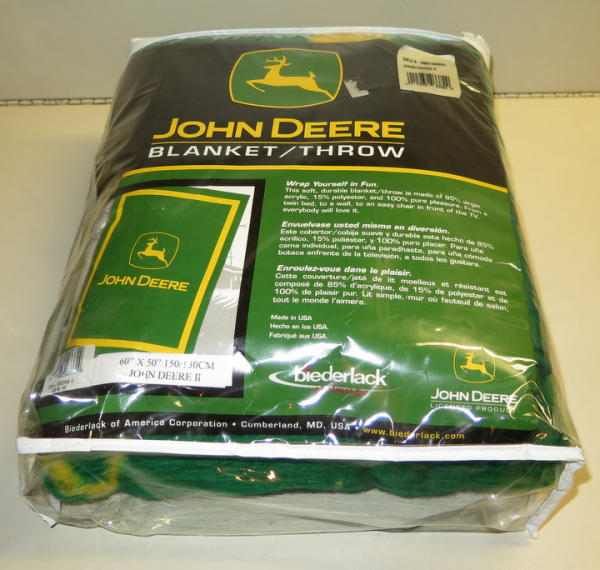 JOHN DEERE
BLANKET/THROW
Wrap Yourself in Fun.
This soft, durable blanket/throw is made of 85% virgin
acrylic, 15% polyester, and 100% pure pleasure. From a
twin bed, to a wall, to an easy chair in front of the TV,
everybody will love it.
Envuelvase usted mismo en diversión.
Este cobertor/cobija suave y durable esta hecho de 85%
acrílico, 15% poliéster, y 100% puro placer. Para una
cama individual, para una parodhasta, para una cómoda
butaca enfrente de la televisión, a todos les gustara.
Enroulez-vous dans le plaisir.
Cette couverture/jeté de lit moelleux et résistant est
composé de 85% d'acrylique, de 15% de polyester et de
100% de plaisir pur. Lit simple, mur où fauteuil de salon,
tout le monde l'aimera.
Made in USA
Hecho en los USA.
Fabriqué aux USA.
JOHN DEERE
60" X 50" 150/130CM
JOHN DEERE II
biederlack
JOHN DEERE
LICENSED PRODUCT
Biederlack of America Corporation • Cumberland, MD, USA • www.biederlack.com